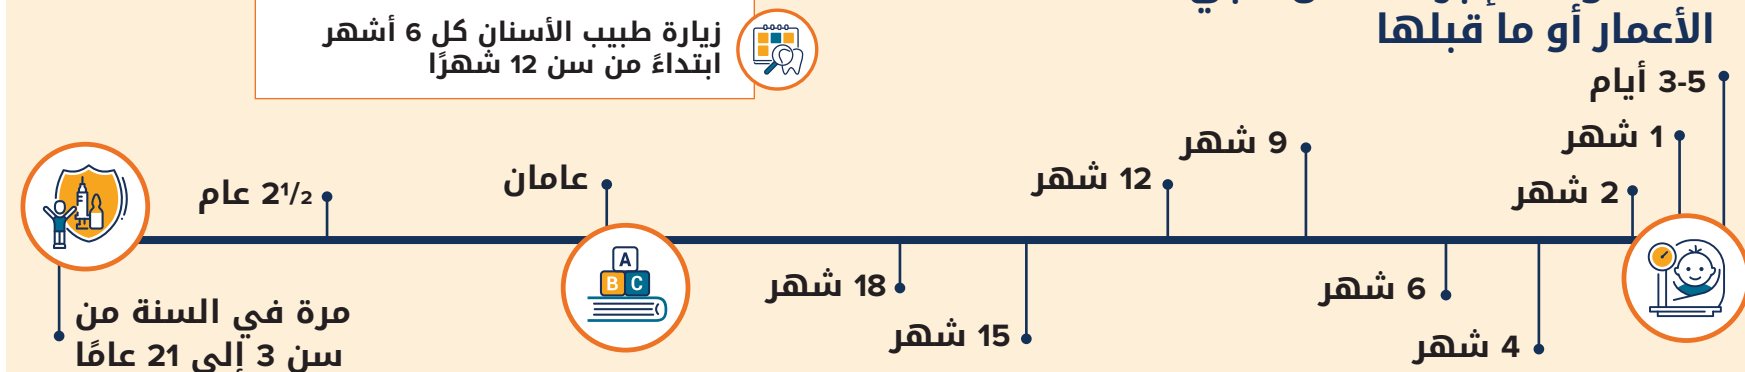 الأعمار أو ما قبلها
زيارة طبيب الأسنان كل 6 أشهر
ابتداءً من سن 12 شهرًا
3-5 أيام
1 شهر
2 شهر
4 شهر
6 شهر
9 شهر
12 شهر
15 شهر
18 شهر
عامان
2½ عام
مرة في السنة من
سن 3 إلى 21 عامًا
A
B C